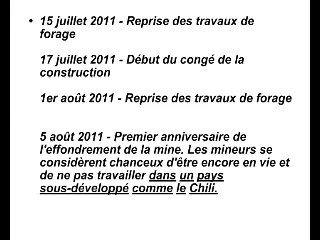 • 15 juillet 2011 - Reprise des travaux de
forage
17 juillet 2011 - Début du congé de la
construction
1er août 2011 - Reprise des travaux de forage
5 août 2011 - Premier anniversaire de
l'effondrement de la mine. Les mineurs se
considèrent chanceux d'être encore en vie et
de ne pas travailler dans un pays
sous-développé comme le Chili.